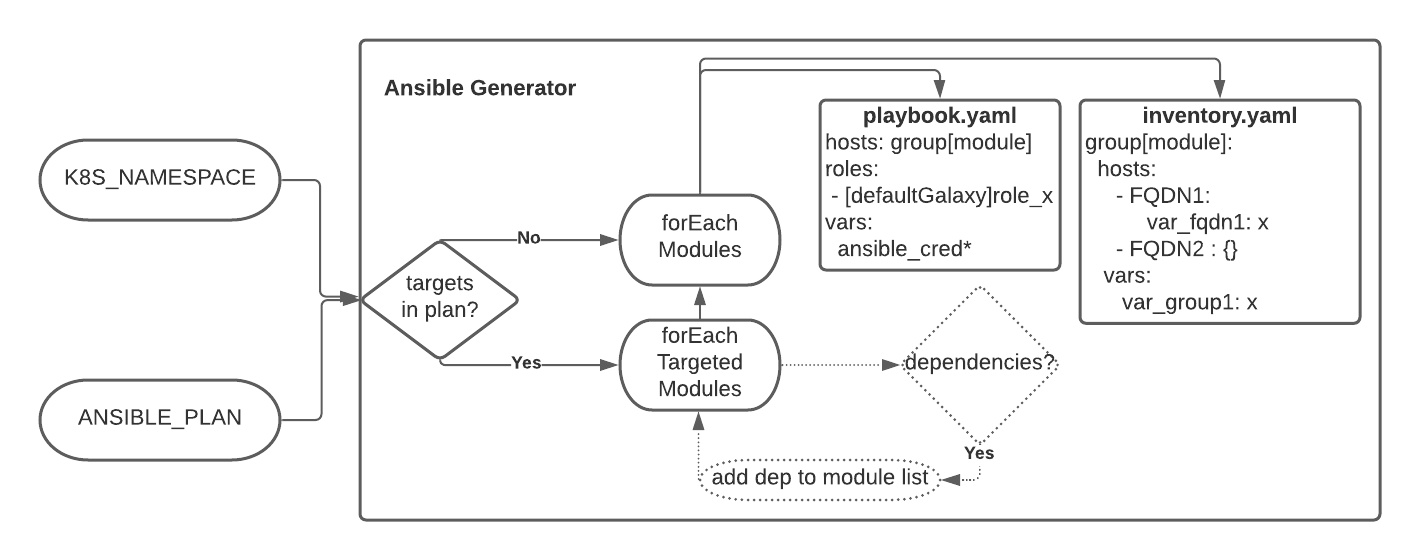 Ansible Generator
K8S_NAMESPACE
ANSIBLE_PLAN
targets
in plan?
No
Yes
forEach
Modules
forEach
Targeted
Modules
dependencies?
Yes
add dep to module list
playbook.yaml
hosts: group[module]
roles:
- [defaultGalaxy]role_x
vars:
ansible_cred*
inventory.yaml
group[module]:
hosts:
- FQDN1:
var_fqdn1: x
- FQDN2 : {}
vars:
var_group1: x